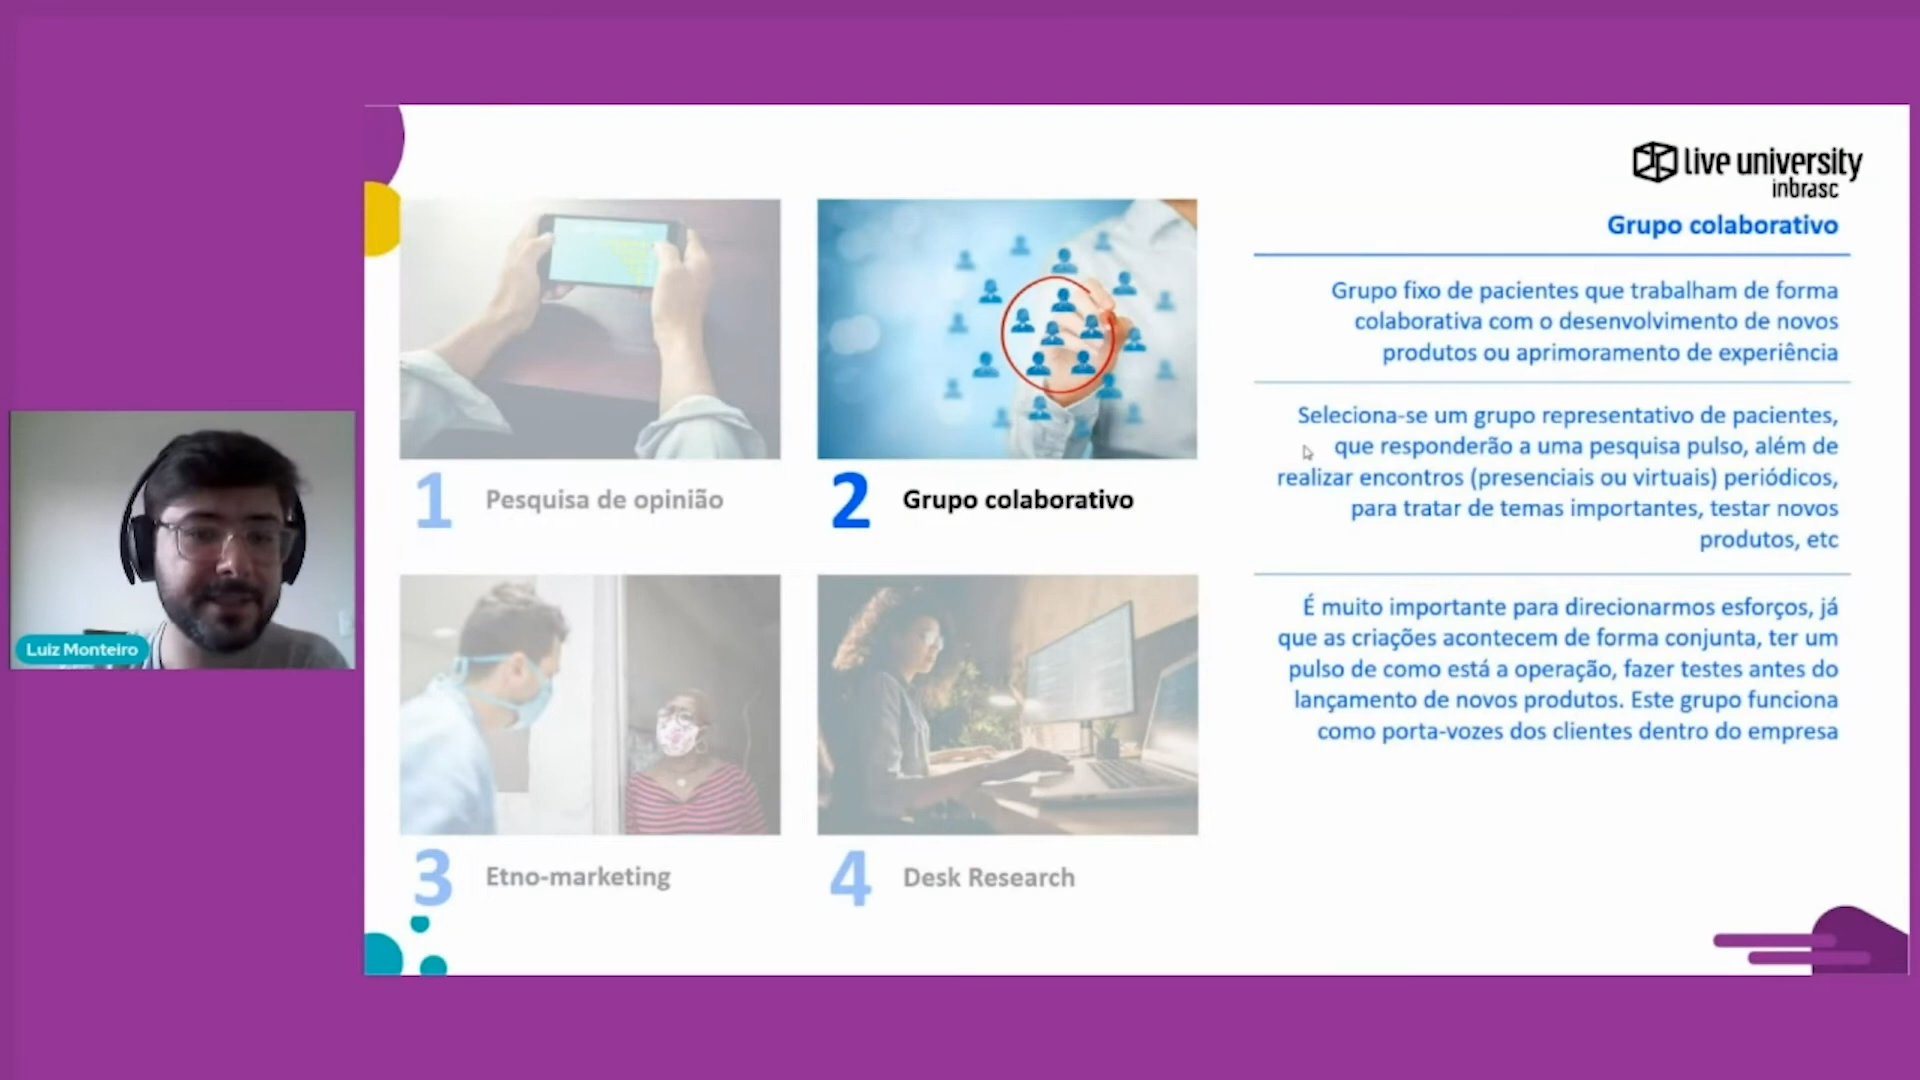 live university
inbrasc
Grupo colaborativo
Grupo fixo de pacientes que trabalham de forma
colaborativa com o desenvolvimento de novos
produtos ou aprimoramento de experiência
Seleciona-se um grupo representativo de pacientes,
que responderão a uma pesquisa pulso, além de
realizar encontros (presenciais ou virtuais) periódicos,
para tratar de temas importantes, testar novos
produtos, etc
É muito importante para direcionarmos esforços, já
que as criações acontecem de forma conjunta, ter um
pulso de como está a operação, fazer testes antes do
lançamento de novos produtos. Este grupo funciona
como porta-vozes dos clientes dentro do empresa
1 Pesquisa de opinião
2 Grupo colaborativo
3 Etno-marketing
4 Desk Research
Luiz Monteiro